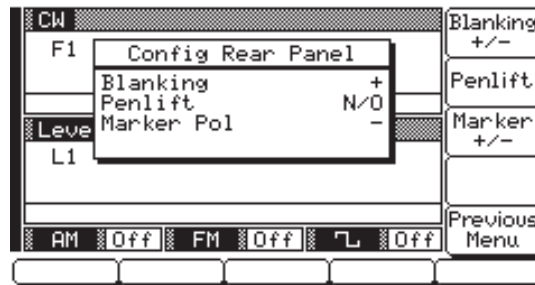 CW
F1
Config Rear Panel
Blanking +
Penlift N/O
Marker Pol -
Leve
L1
AM Off FM Off Off
Blanking
+/-
Penlift
Marker
+/-
Previous
Menu